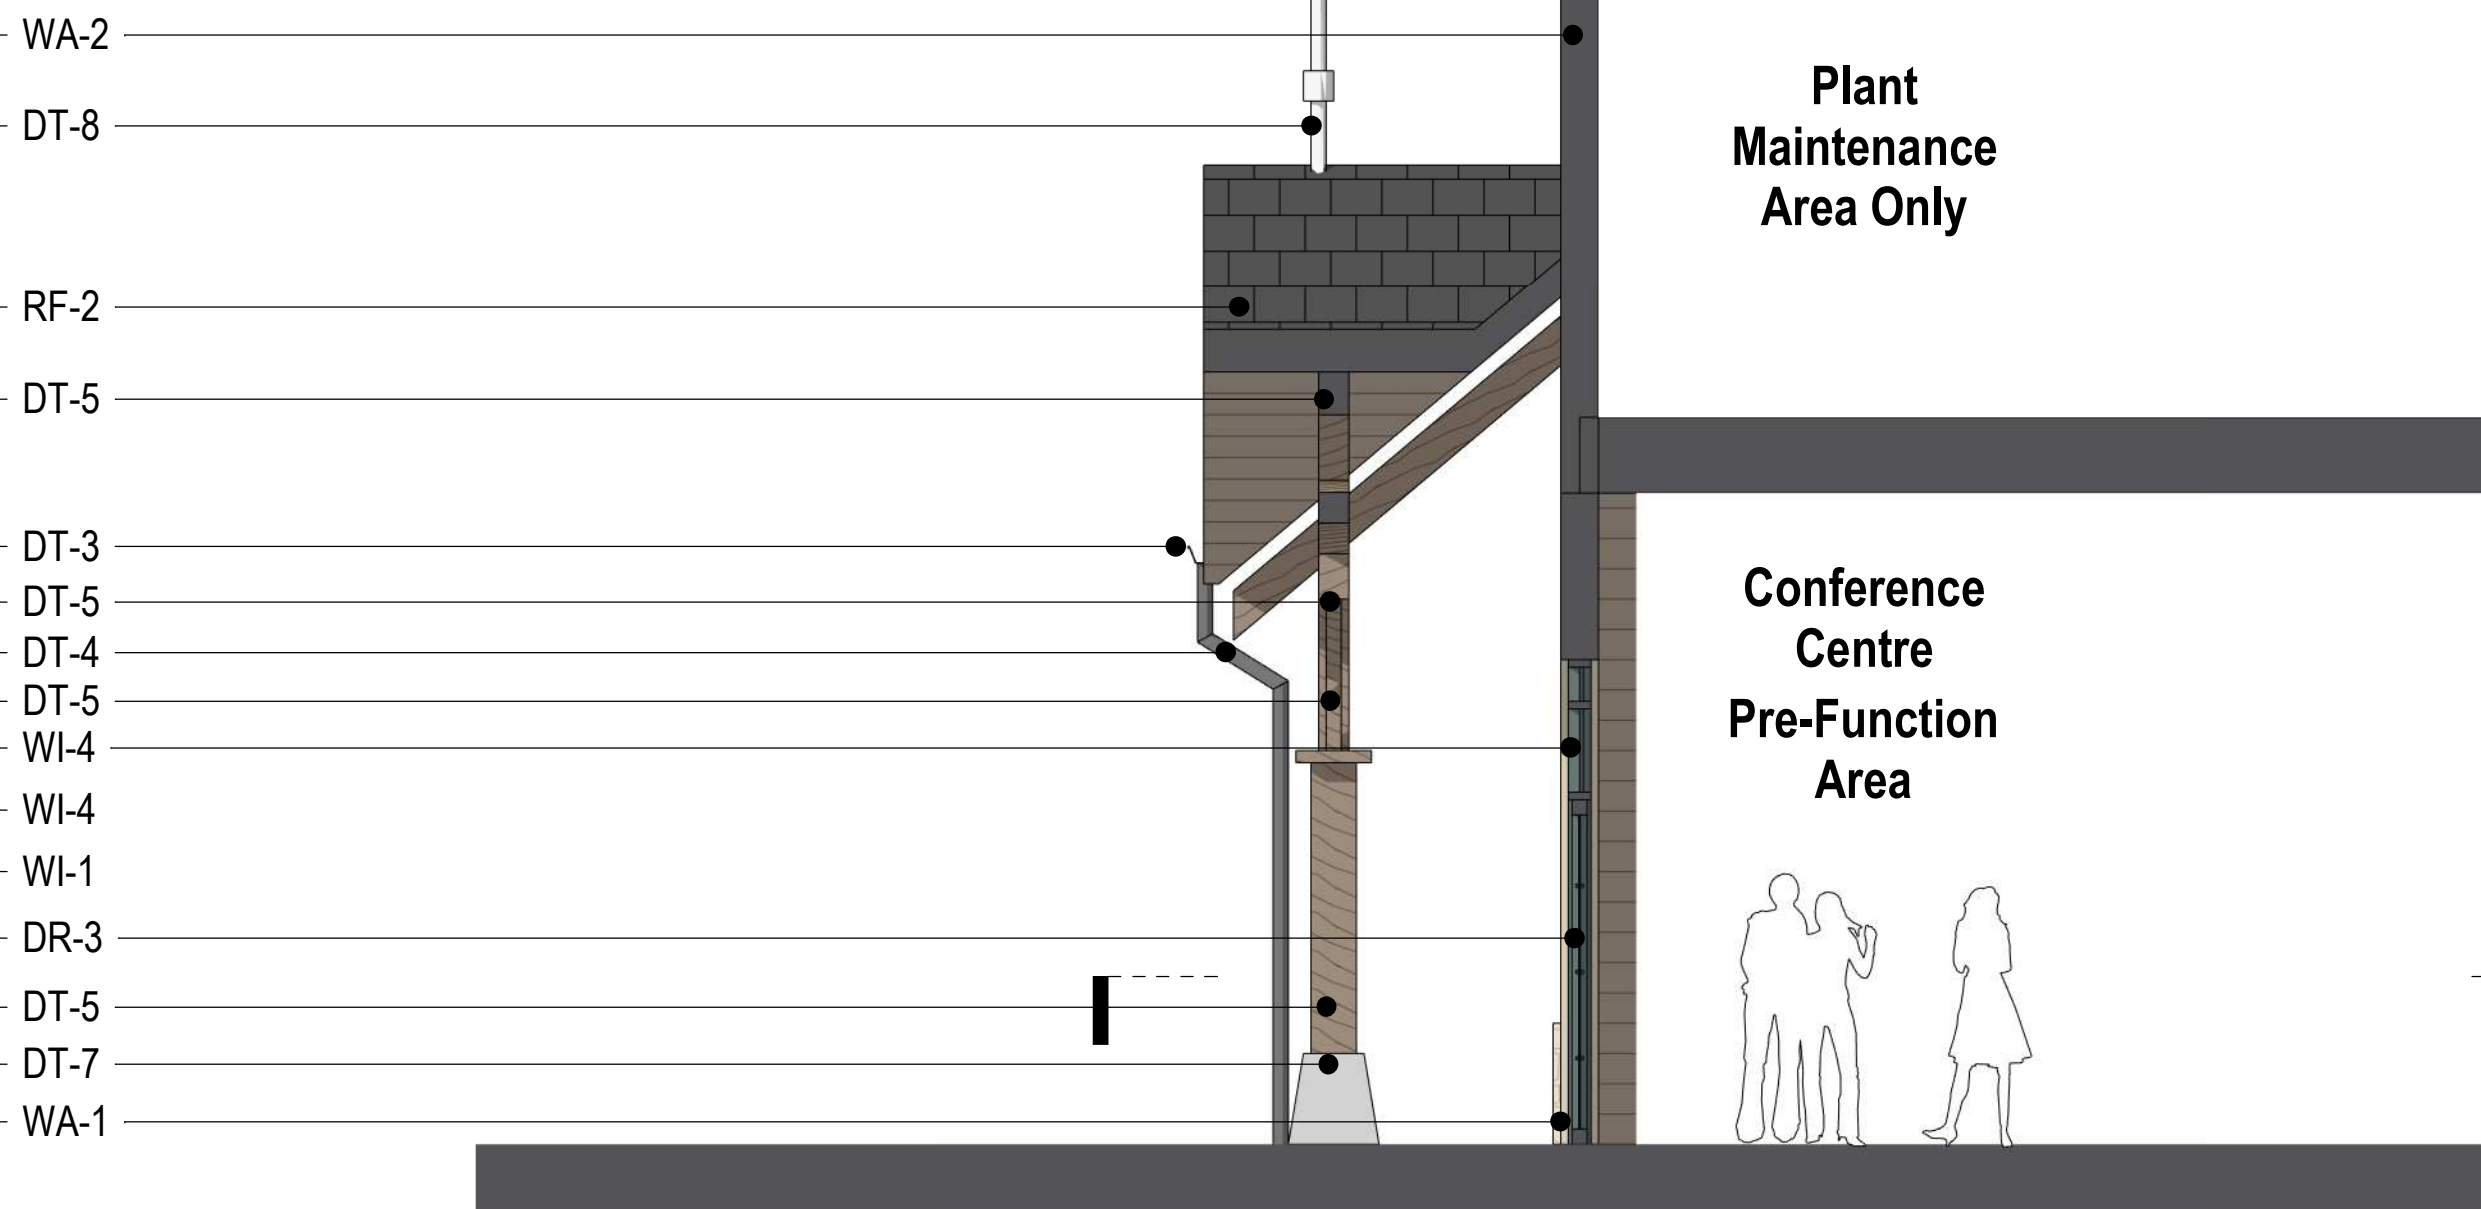 WA-2
DT-8
RF-2
DT-5
DT-3
DT-5
DT-4
DT-5
WI-4
WI-4
WI-1
DR-3
DT-5
DT-7
WA-1
Plant
Maintenance
Area Only
Conference
Centre
Pre-Function
Area